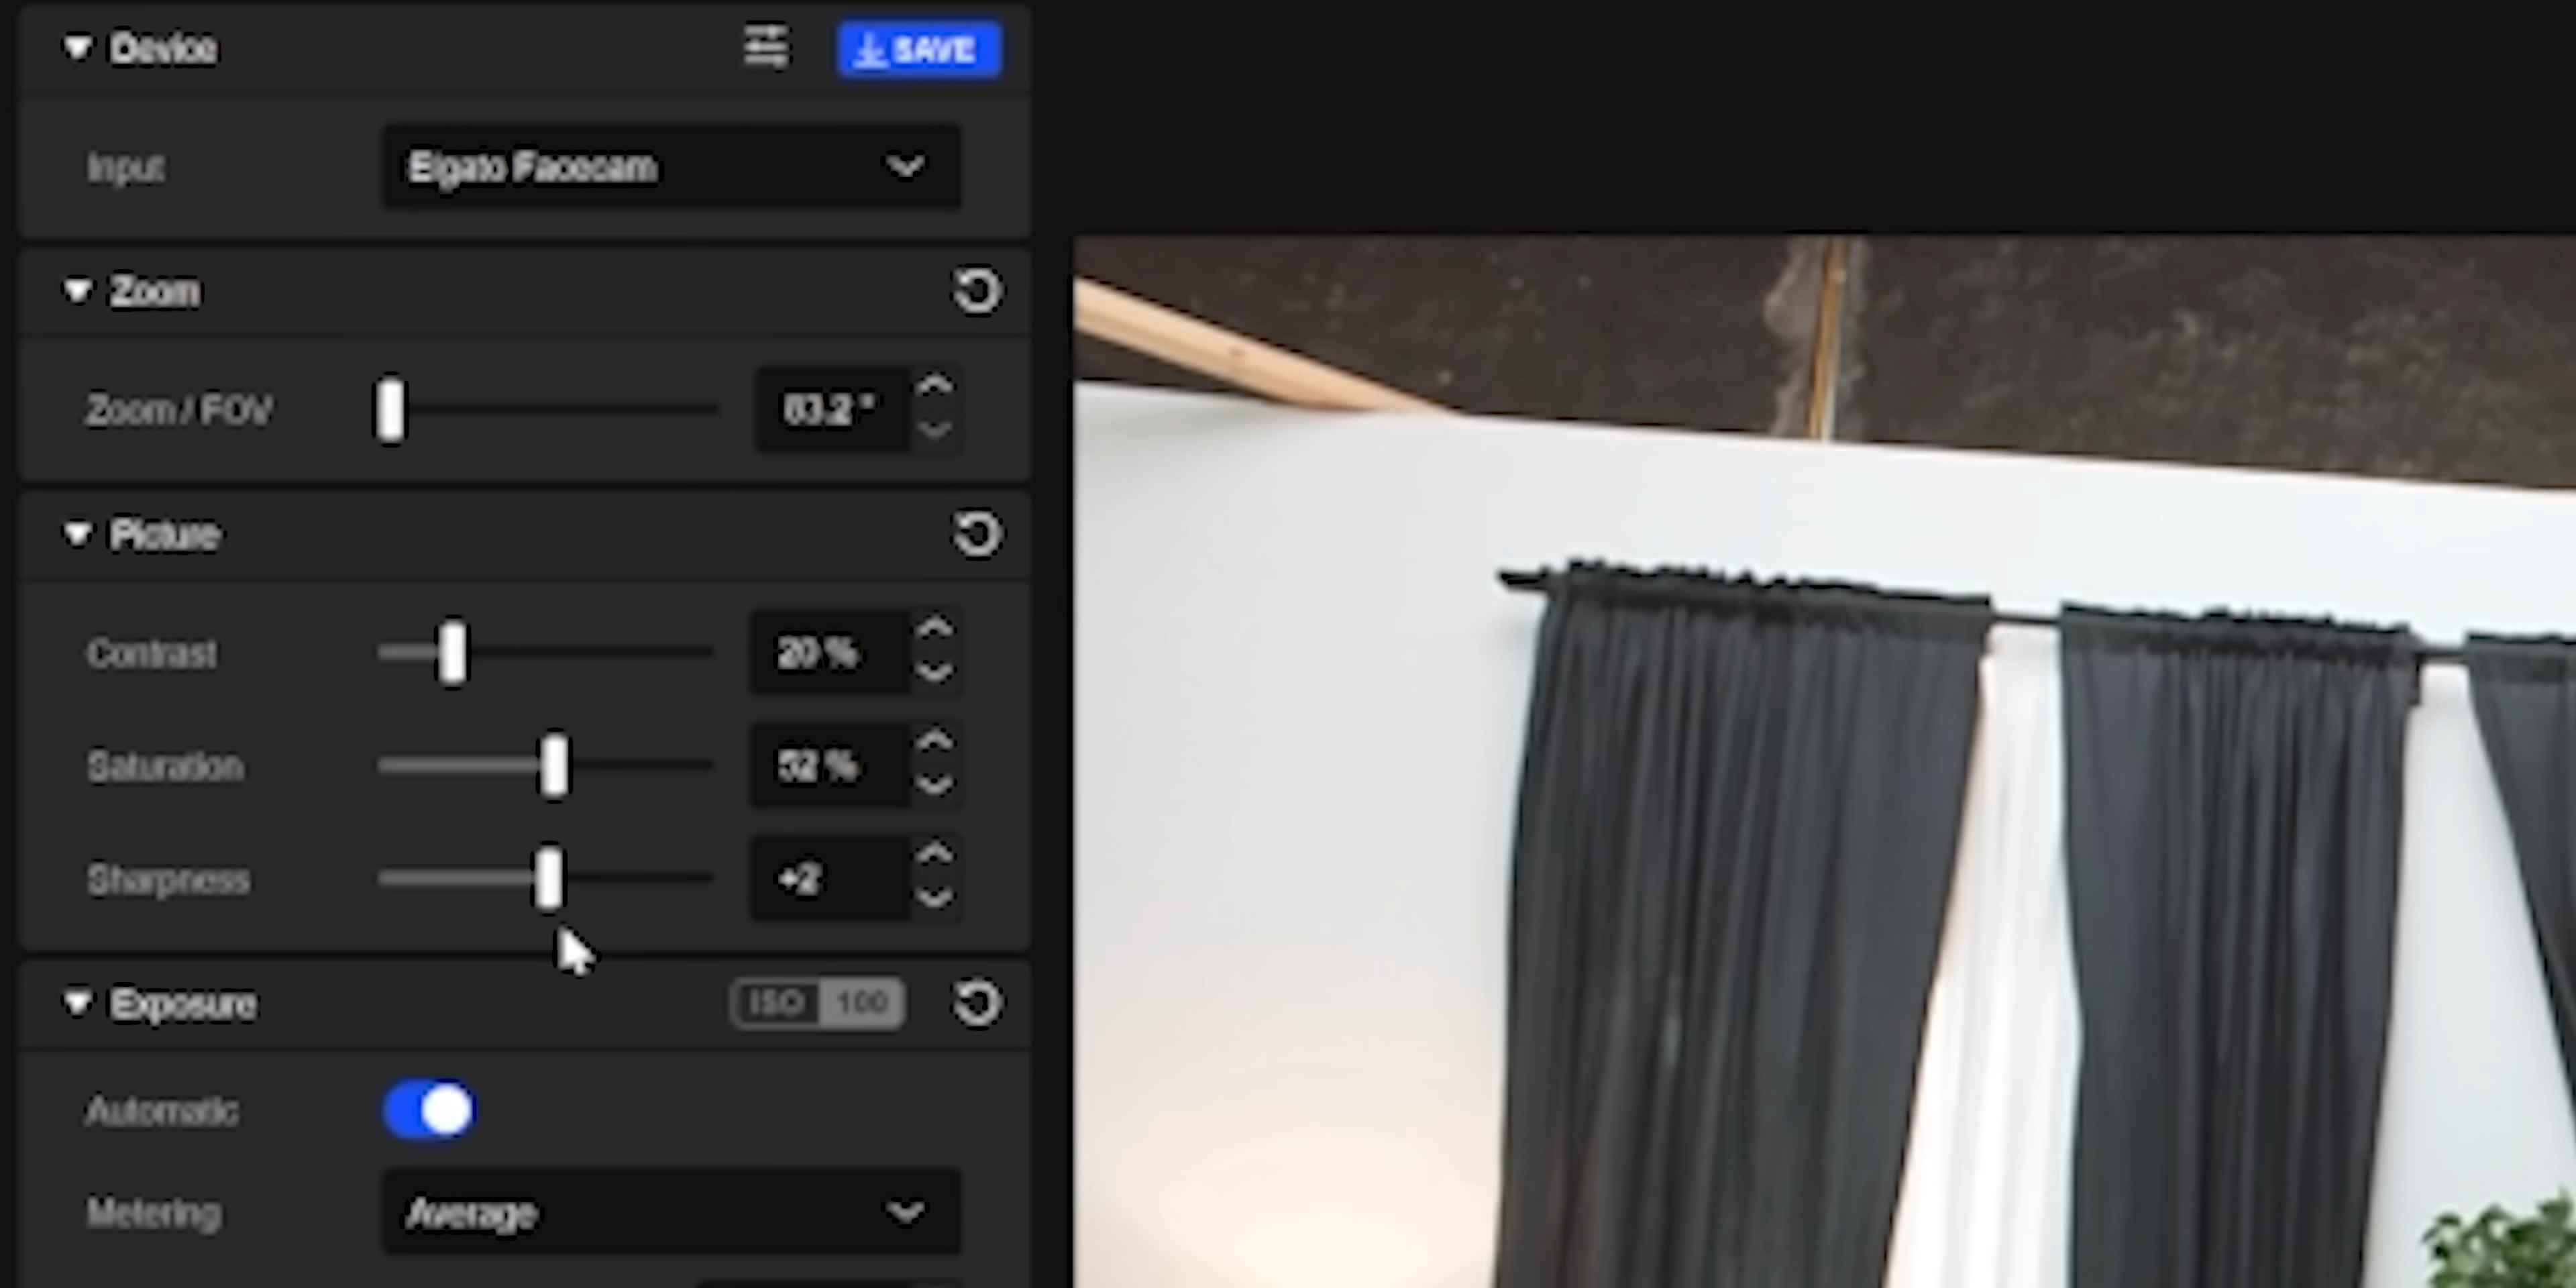 Device
SAVE
Input
Elgato Facecam
Zoom
Zoom / FOV
83.2°
Picture
Contrast
20 %
Saturation
52 %
Sharpness
+2
Exposure
ISO 100
Automatic
Metering
Average